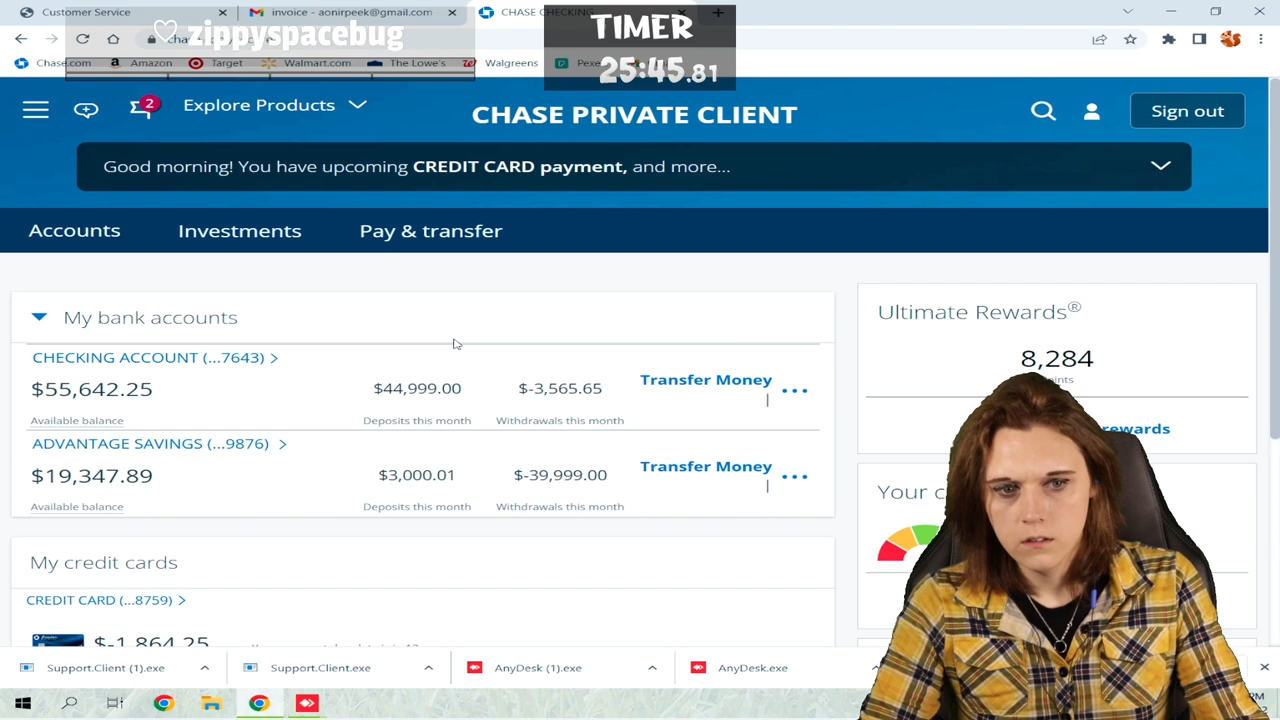 Customer Service
invoice - aonirpeek@gmail.com
CHASE CHECKING
♡ zippyspacebug
TIMER
25:45.81
Chase.com Amazon Target Walmart.com The Lowe's Walgreens
2
Explore Products
CHASE PRIVATE CLIENT
Sign out
Good morning! You have upcoming CREDIT CARD payment, and more...
Accounts Investments Pay & transfer
My bank accounts
CHECKING ACCOUNT (...7643) >
$55,642.25 $44,999.00 $-3,565.65 Transfer Money | ...
Available balance Deposits this month Withdrawals this month
ADVANTAGE SAVINGS (...9876) >
$19,347.89 $3,000.01 $-39,999.00 Transfer Money | ...
Available balance Deposits this month Withdrawals this month
My credit cards
CREDIT CARD (...8759) >
$-1,864.25
Ultimate Rewards®
8,284
rewards
Your c
Support.Client (1).exe Support.Client.exe AnyDesk (1).exe AnyDesk.exe